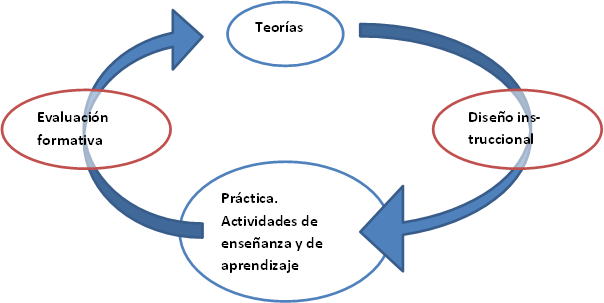 Teorías
Evaluación
formativa
Diseño ins-
truccional
Práctica.
Actividades de
enseñanza y de
aprendizaje